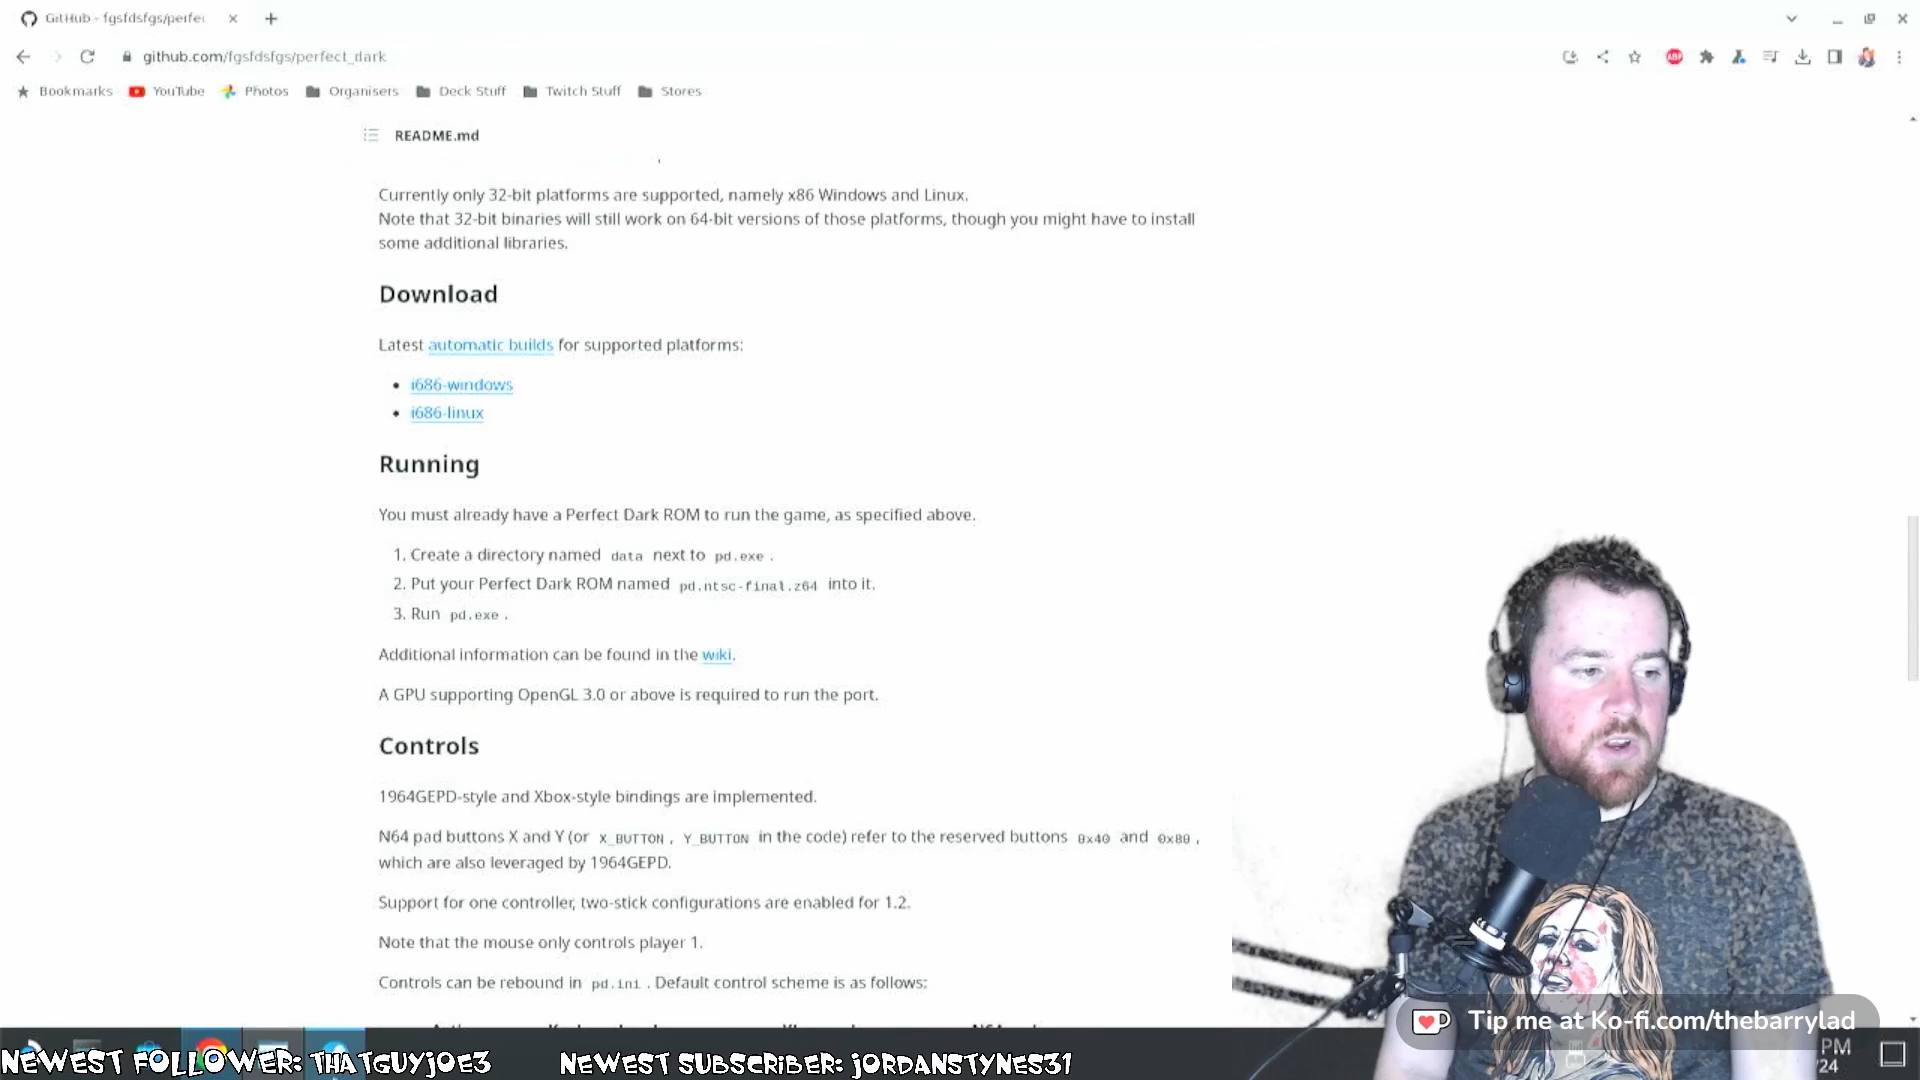 GitHub - fgsfdsfgs/perfe
github.com/fgsfdsfgs/perfect_dark
ABP
Bookmarks YouTube Photos Organisers Deck Stuff Twitch Stuff Stores
README.md
Currently only 32-bit platforms are supported, namely x86 Windows and Linux.
Note that 32-bit binaries will still work on 64-bit versions of those platforms, though you might have to install
some additional libraries.
Download
Latest automatic builds for supported platforms:
• i686-windows
• i686-linux
Running
You must already have a Perfect Dark ROM to run the game, as specified above.
1. Create a directory named data next to pd.exe .
2. Put your Perfect Dark ROM named pd.ntsc-final.z64 into it.
3. Run pd.exe .
Additional information can be found in the wiki.
A GPU supporting OpenGL 3.0 or above is required to run the port.
Controls
1964GEPD-style and Xbox-style bindings are implemented.
N64 pad buttons X and Y (or X_BUTTON , Y_BUTTON in the code) refer to the reserved buttons 0x40 and 0x80 ,
which are also leveraged by 1964GEPD.
Support for one controller, two-stick configurations are enabled for 1.2.
Note that the mouse only controls player 1.
Controls can be rebound in pd.ini . Default control scheme is as follows:
Tip me at Ko-fi.com/thebarrylad
PM
/24
NEWEST FOLLOWER: THATGUYJOE3 NEWEST SUBSCRIBER: JORDANSTYNES31